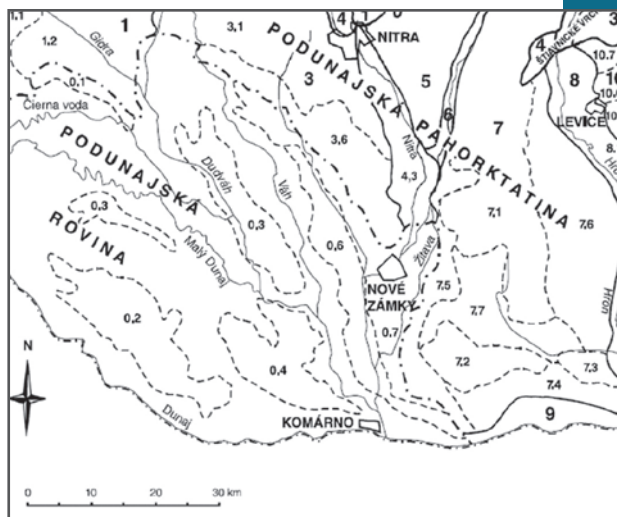 1,1
1
3,1
4
NITRA
4
ŠTIAVNICKÉ VRCHY
3
1,2
Gidra
PODUNAJSKÁ PAHORKTATINA
3
5
8
10.7
0,1
6
7
LEVICE
Čierna voda
3,6
Nitra
8.
Hron
PODUNAJSKÁ
ROVINA
Dudváh
Váh
4,3
0,3
0,3
7,1
7,6
Malý Dunaj
0,6
Žitava
NOVÉ
ZÁMKY
7,5
7,7
Hron
0,2
0,7
7,2
7,3
0,4
7,4
N
Dunaj
KOMÁRNO
9
0 10 20 30 km